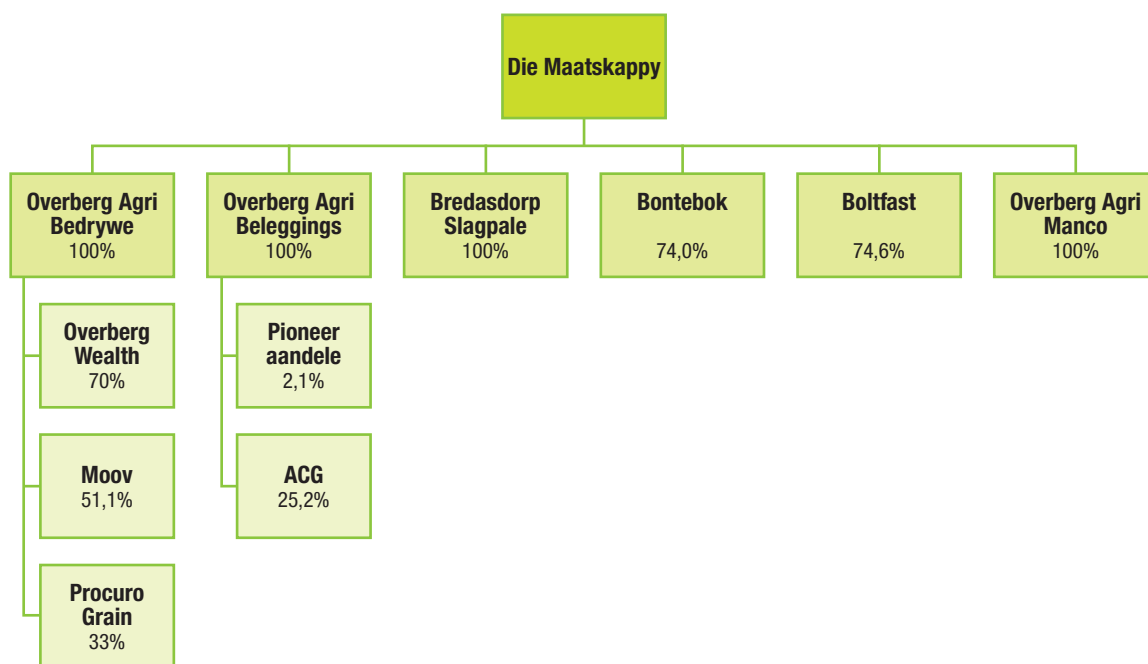 Die Maatskappy
Overberg Agri
Bedrywe
100%
Overberg Agri
Beleggings
100%
Bredasdorp
Slagpale
100%
Bontebok
74,0%
Boltfast
74,6%
Overberg Agri
Manco
100%
Overberg
Wealth
70%
Pioneer
aandele
2,1%
Moov
51,1%
ACG
25,2%
Procuro
Grain
33%